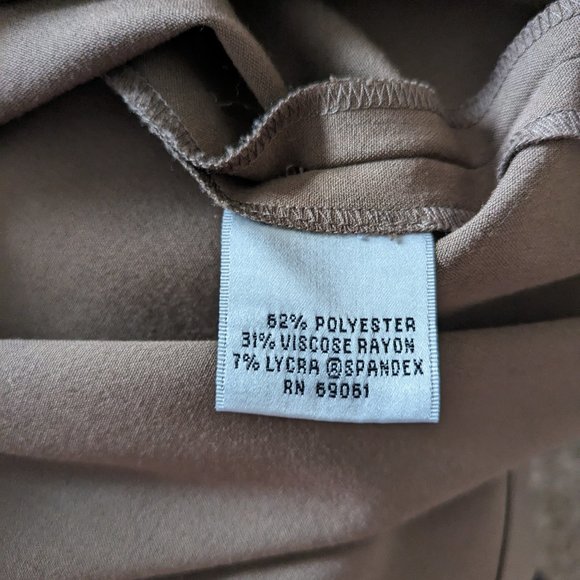 62% POLYESTER
31% VISCOSE RAYON
7% LYCRA ®SPANDEX
RN 69061